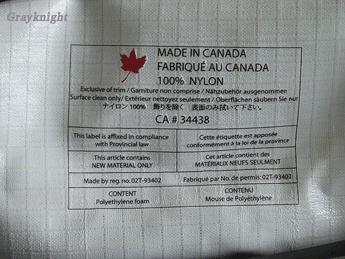 Grayknight
MADE IN CANADA
FABRIQUÉ AU CANADA
100% NYLON
Exclusive of trim / Garniture non comprise / Nähzubehör ausgenommen
Surface clean only/ Extérieur nettoyez seulement / Oberflächen säubern Sie nur
ナイロン 100% 飾りを除く 表面のみ拭いて下さい。
CA # 34438
This label is affixed in compliance
with Provincial law
Cette étiquette est apposée
conformément à la loi de la province
This article contains
NEW MATERIAL ONLY
Cet article contient des
MATÉRIAUX NEUFS SEULMENT
Made by reg. no. 02T-93402
Fabriqué par No. de permis: 02T-93402
CONTENT
Polyethylene foam
CONTENU
Mouse de Polyéthylène